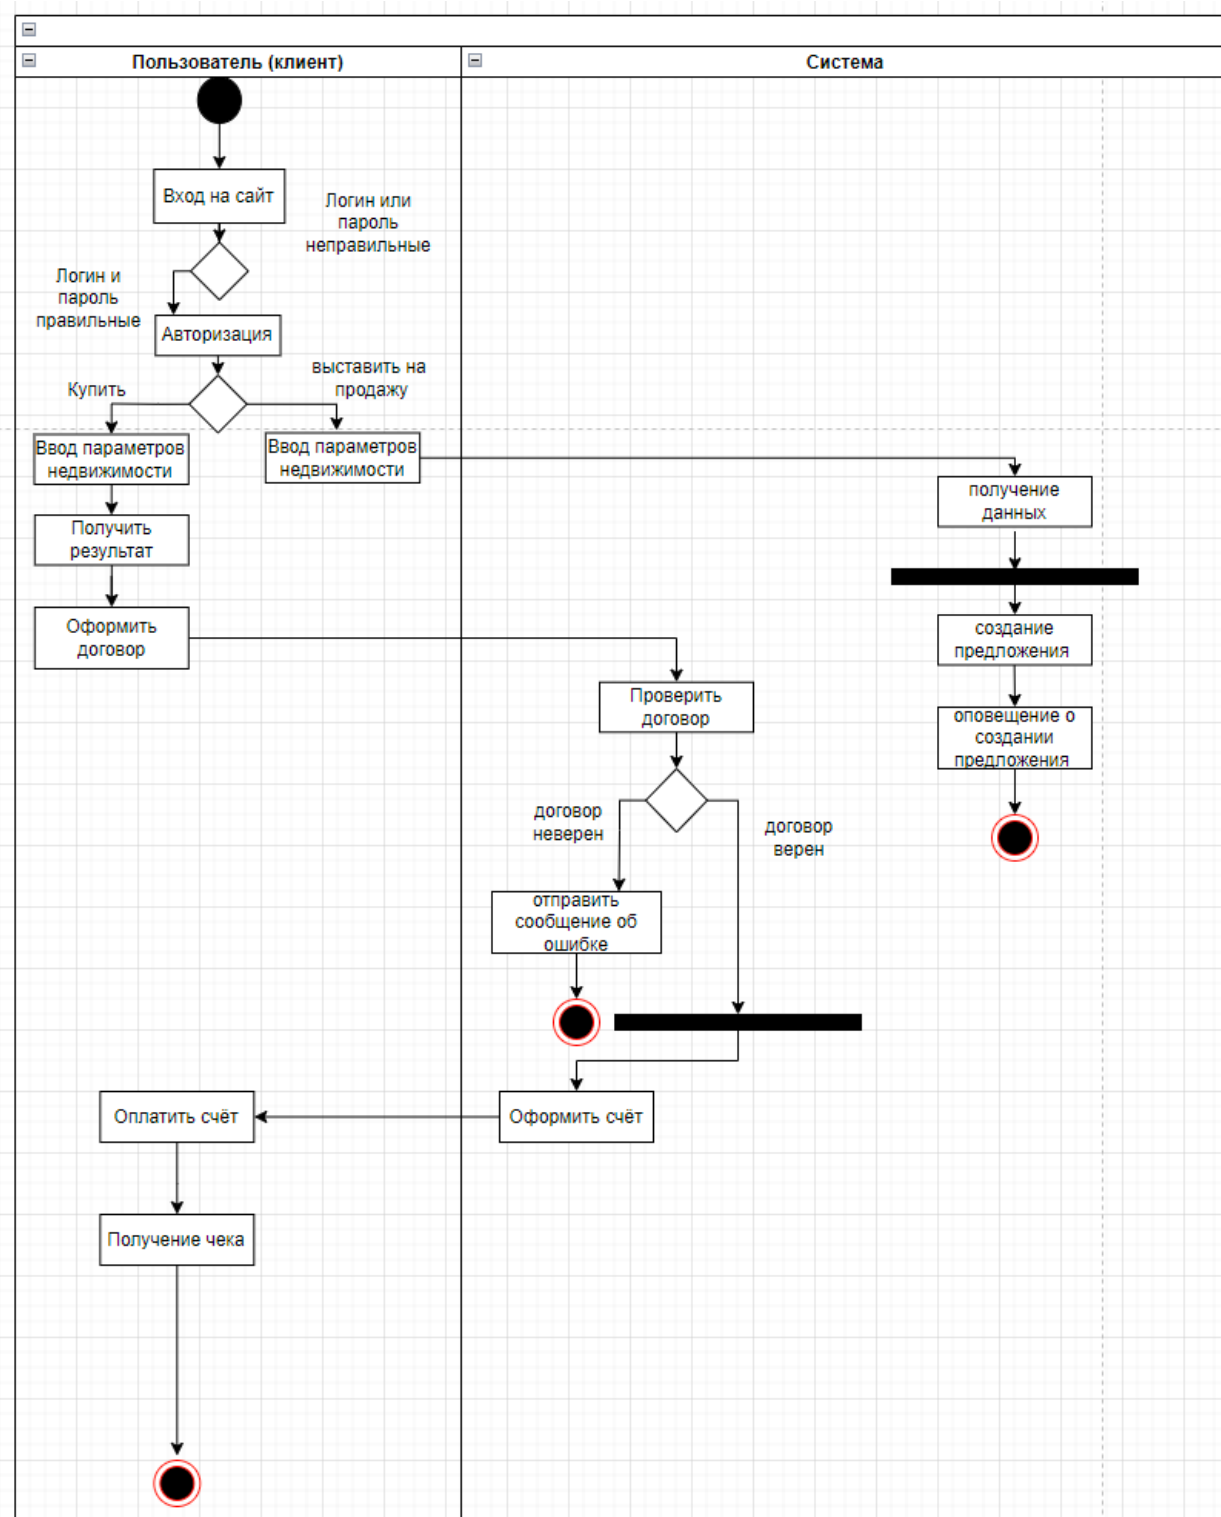 Пользователь (клиент)
Система
Вход на сайт
Логин или
пароль
неправильные
Логин и
пароль
правильные
Авторизация
выставить на
продажу
Купить
Ввод параметров
недвижимости
Ввод параметров
недвижимости
получение
данных
Получить
результат
Оформить
договор
создание
предложения
Проверить
договор
оповещение о
создании
предложения
договор
неверен
договор
верен
отправить
сообщение об
ошибке
Оплатить счёт
Оформить счёт
Получение чека